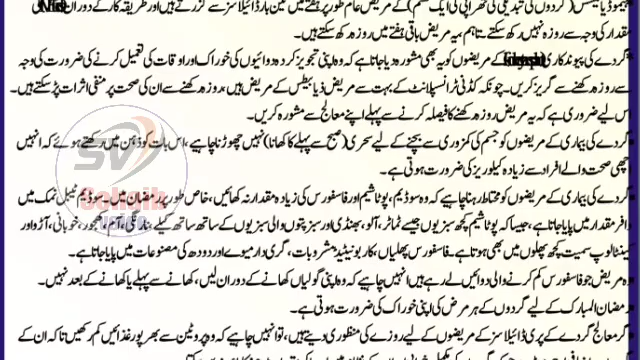 ہیموڈیالیسس (گردوں کی تبدیلی کی تھراپی کی ایک قسم) کے مریض عام طور پر ہفتے میں تین بار ڈائیلاسز سے گزرتے ہیں اور طریقہ کار کے دوران
مقدار کی وجہ سے روزہ نہیں رکھ سکتے، تاہم یہ مریض باقی ہفتے میں روزہ رکھ سکتے ہیں۔
گردے کی پیوندکاری کے مریضوں کو یہ بھی مشورہ دیا جاتا ہے کہ وہ اپنی تجویز کردہ دوائیوں کی خوراک اور اوقات کی تعمیل کرنے کی ضرورت کی وجہ
سے روزہ رکھنے سے گریز کریں۔ چونکہ کڈنی ٹرانسپلانٹ کے بہت سے مریض ذیابیطس کے مریض ہیں، روزہ رکھنے سے ان کی صحت پر منفی اثرات پڑ سکتے ہیں۔
اس لیے ضروری ہے کہ یہ مریض روزہ رکھنے کا فیصلہ کرنے سے پہلے اپنے معالج سے مشورہ کریں۔
گردے کی بیماری کے مریضوں کو جسم کی کمزوری سے بچنے کے لیے سحری (صبح سے پہلے کا کھانا) نہیں چھوڑنا چاہیے، اس بات کو ذہن میں رکھتے ہوئے کہ انہیں
اچھی صحت والے افراد سے زیادہ کیلوریز کی ضرورت ہوتی ہے۔
گردے کی بیماری کے مریضوں کو محتاط رہنا چاہیے کہ وہ سوڈیم، پوٹاشیم اور فاسفورس کی زیادہ مقدار نہ کھائیں، خاص طور پر رمضان میں۔ سوڈیم ٹیبل نمک میں
وافر مقدار میں پایا جاتا ہے، جیسا کہ پوٹاشیم کچھ سبزیوں جیسے ٹماٹر، آلو، بھنڈی اور سبز پتوں والی سبزیوں کے ساتھ ساتھ کیلے، نارنگی، آم، کھجور، خوبانی، آڑو اور
کینٹالوپ سمیت کچھ پھلوں میں بھی ہوتا ہے۔ فاسفورس پھلیاں، کاربونیٹیڈ مشروبات، گری دار میوے اور دودھ کی مصنوعات میں پایا جاتا ہے۔
وہ مریض جو فاسفورس کم کرنے والی دوائیں لے رہے ہیں انہیں چاہیے کہ وہ اپنی گولیاں کھانے کے دوران لیں، کھانے سے پہلے یا کھانے کے بعد نہیں۔
رمضان المبارک کے لیے گردوں کے ہر مرض کی اپنی خوراک کی ضرورت ہوتی ہے۔
اگر معالج گردے کے پری ڈائیلاسز کے مریضوں کے لیے روزے کی منظوری دیتے ہیں، تو انہیں چاہیے کہ وہ پروٹین سے بھرپور غذائیں کم رکھیں تاکہ ان کے
SV